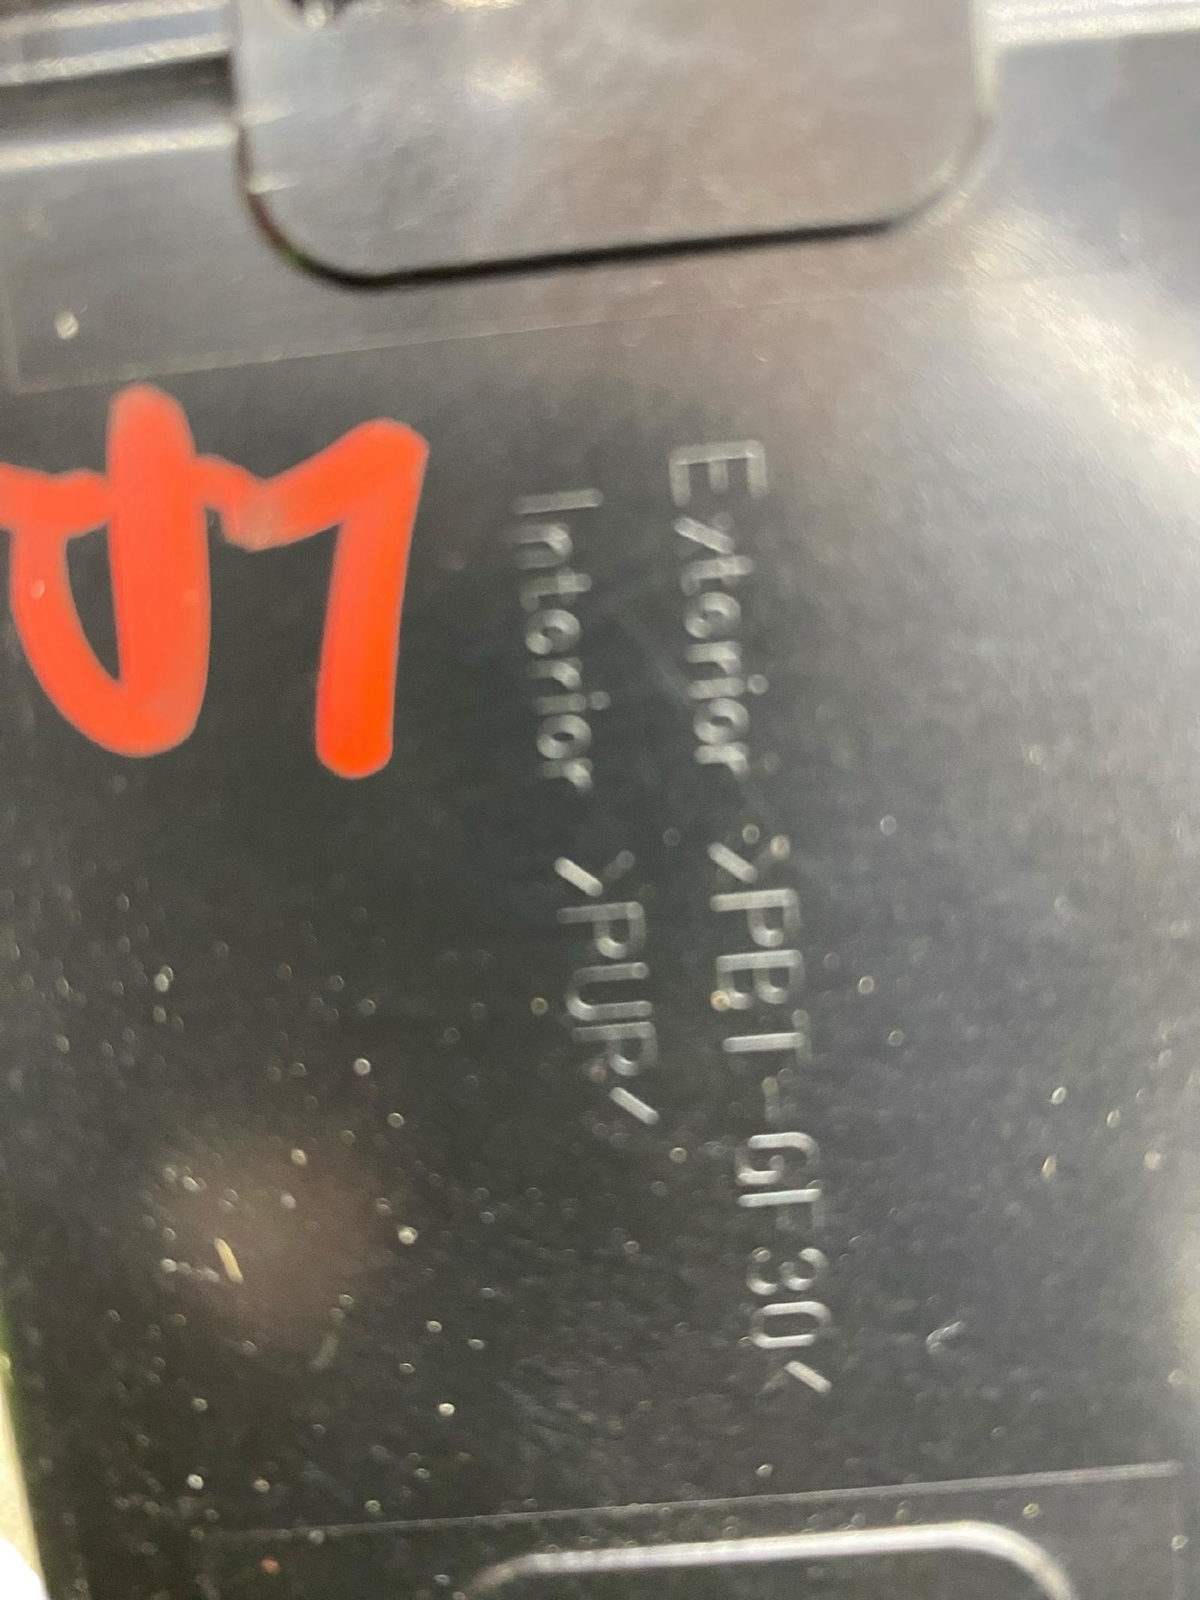 Exterior >PBT-GF30<
Interior >PUR<